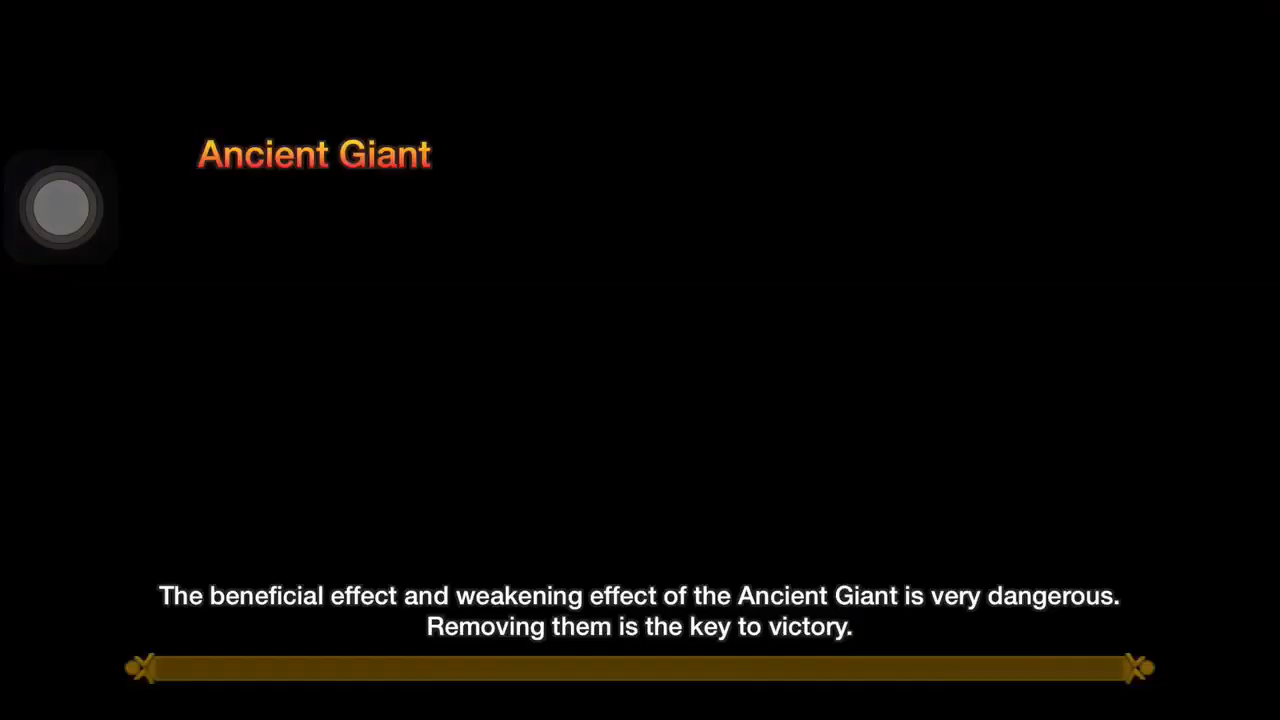 Ancient Giant
The beneficial effect and weakening effect of the Ancient Giant is very dangerous.
Removing them is the key to victory.